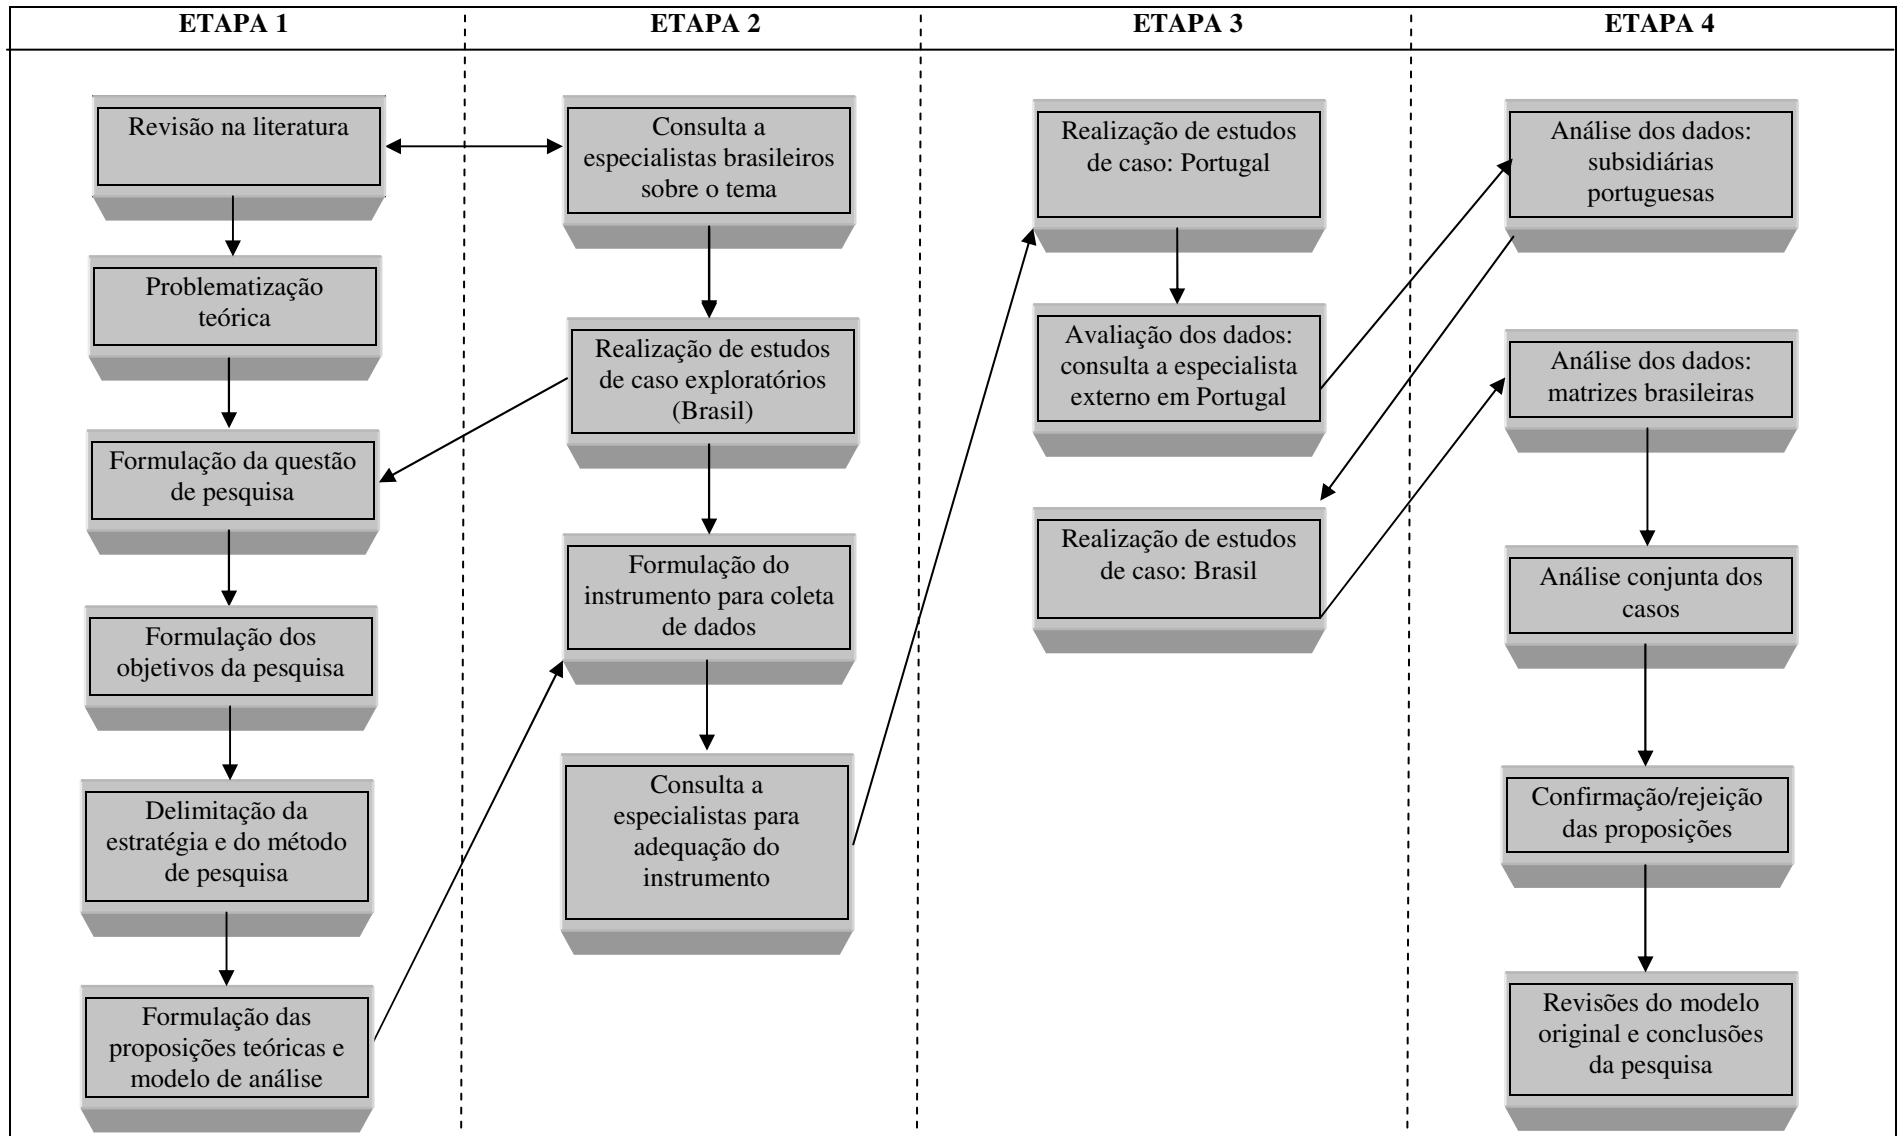 ETAPA 1
ETAPA 2
ETAPA 3
ETAPA 4
Revisão na literatura
Problematização
teórica
Formulação da questão
de pesquisa
Formulação dos
objetivos da pesquisa
Delimitação da
estratégia e do método
de pesquisa
Formulação das
proposições teóricas e
modelo de análise
Consulta a
especialistas brasileiros
sobre o tema
Realização de estudos
de caso exploratórios
(Brasil)
Formulação do
instrumento para coleta
de dados
Consulta a
especialistas para
adequação do
instrumento
Realização de estudos
de caso: Portugal
Avaliação dos dados:
consulta a especialista
externo em Portugal
Realização de estudos
de caso: Brasil
Análise dos dados:
subsidiárias
portuguesas
Análise dos dados:
matrizes brasileiras
Análise conjunta dos
casos
Confirmação/rejeição
das proposições
Revisões do modelo
original e conclusões
da pesquisa